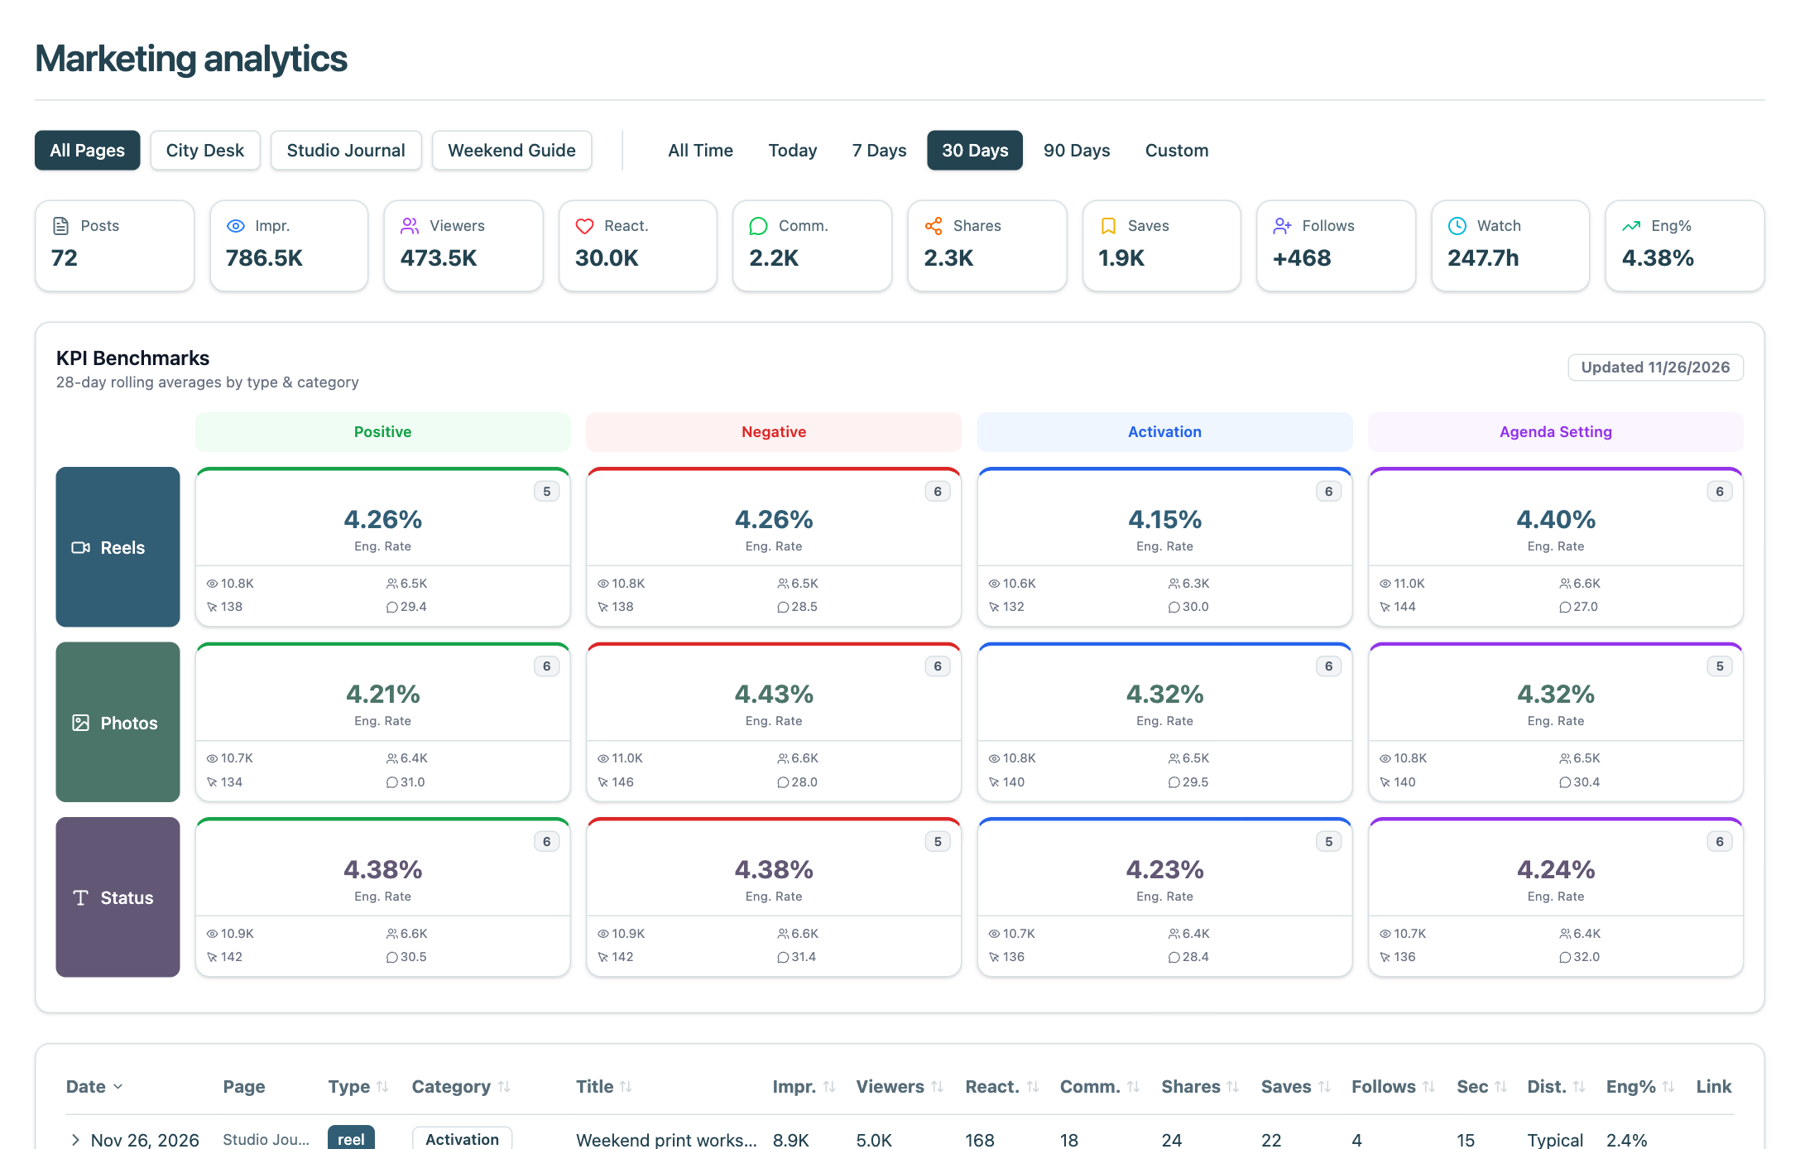 Marketing analytics
All Pages City Desk Studio Journal Weekend Guide All Time Today 7 Days 30 Days 90 Days Custom
Posts Impr. Viewers React. Comm. Shares Saves Follows Watch Eng%
72 786.5K 473.5K 30.0K 2.2K 2.3K 1.9K +468 247.7h 4.38%
KPI Benchmarks
28-day rolling averages by type & category
Updated 11/26/2026
Positive Negative Activation Agenda Setting
Reels
5 6 6 6
4.26% 4.26% 4.15% 4.40%
Eng. Rate Eng. Rate Eng. Rate Eng. Rate
10.8K 6.5K 10.8K 6.5K 10.6K 6.3K 11.0K 6.6K
138 29.4 138 28.5 132 30.0 144 27.0
Photos
6 6 6 5
4.21% 4.43% 4.32% 4.32%
Eng. Rate Eng. Rate Eng. Rate Eng. Rate
10.7K 6.4K 11.0K 6.6K 10.8K 6.5K 10.8K 6.5K
134 31.0 146 28.0 140 29.5 140 30.4
Status
6 5 5 6
4.38% 4.38% 4.23% 4.24%
Eng. Rate Eng. Rate Eng. Rate Eng. Rate
10.9K 6.6K 10.9K 6.6K 10.7K 6.4K 10.7K 6.4K
142 30.5 142 31.4 136 28.4 136 32.0
Date Page Type Category Title Impr. Viewers React. Comm. Shares Saves Follows Sec Dist. Eng% Link
Nov 26, 2026 Studio Jou... reel Activation Weekend print works... 8.9K 5.0K 168 18 24 22 4 15 Typical 2.4%